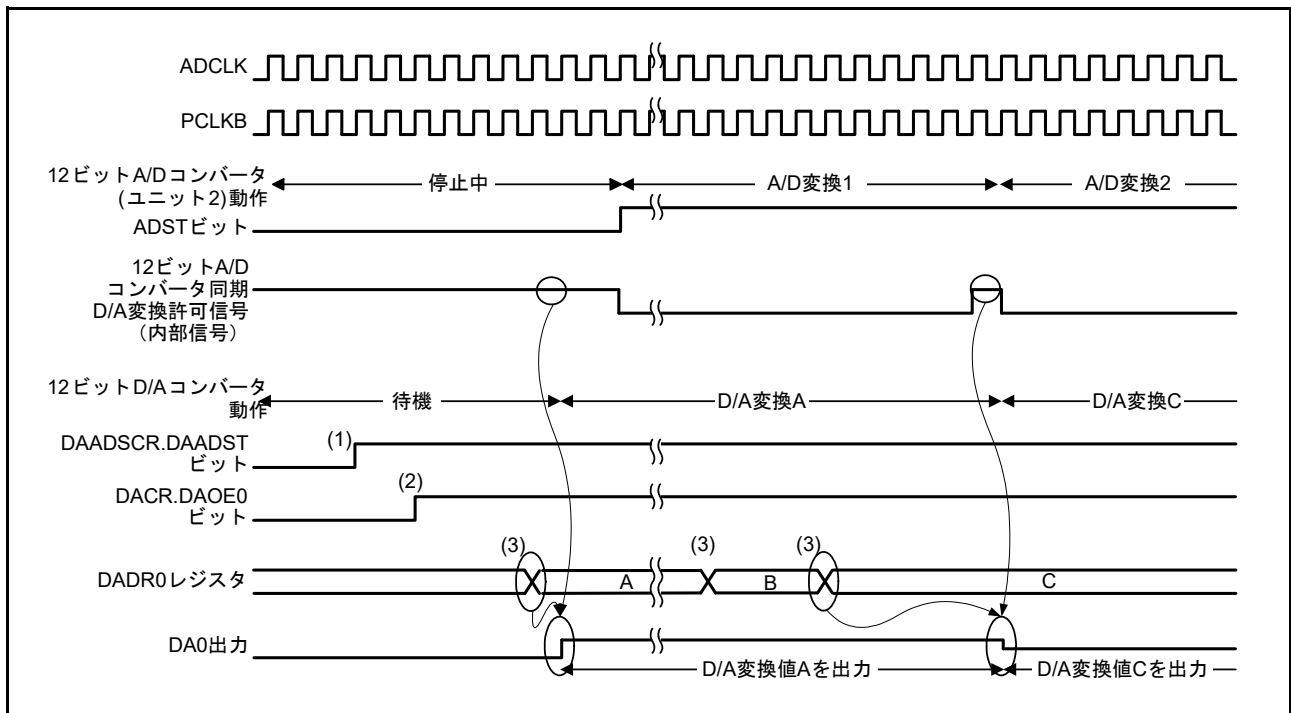 ADCLK
PCLKB
12ビットA/Dコンバータ
(ユニット2)動作
停止中
A/D変換1
A/D変換2
ADSTビット
12ビットA/D
コンバータ同期
D/A変換許可信号
（内部信号）
12ビットD/Aコンバータ
動作
待機
D/A変換A
D/A変換C
DAADSCR.DAADST
ビット
(1)
DACR.DAOE0
ビット
(2)
(3)
(3)
(3)
DADR0レジスタ
A
B
C
DA0出力
D/A変換値Aを出力
D/A変換値Cを出力